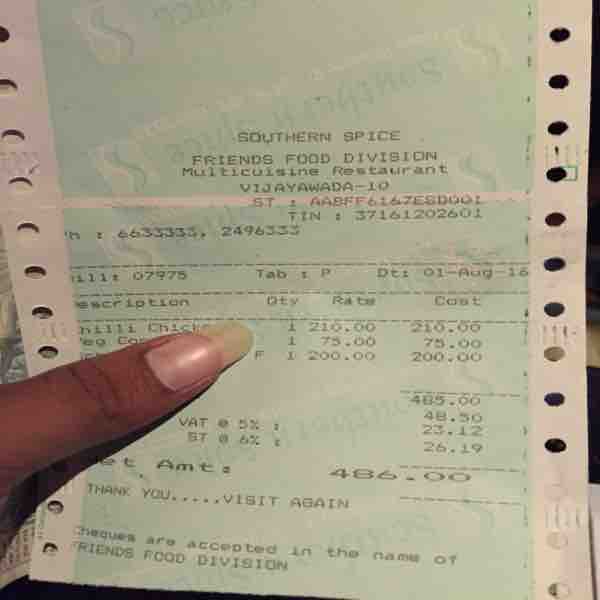 SOUTHERN SPICE
FRIENDS FOOD DIVISION
Multicuisine Restaurant
VIJAYAWADA-10
ST : AABFF6167ESD001
TIN : 37161202601
h : 6633333, 2496333
ill: 07975 Tab : P Dt: 01-Aug-16
escription Qty Rate Cost
hilli Chick 1 210.00 210.00
eg Co 1 75.00 75.00
F 1 200.00 200.00
485.00
48.50
VAT @ 5% : 23.12
ST @ 6% : 26.19
et Amt: 486.00
THANK YOU.....VISIT AGAIN
Cheques are accepted in the name of
FRIENDS FOOD DIVISION